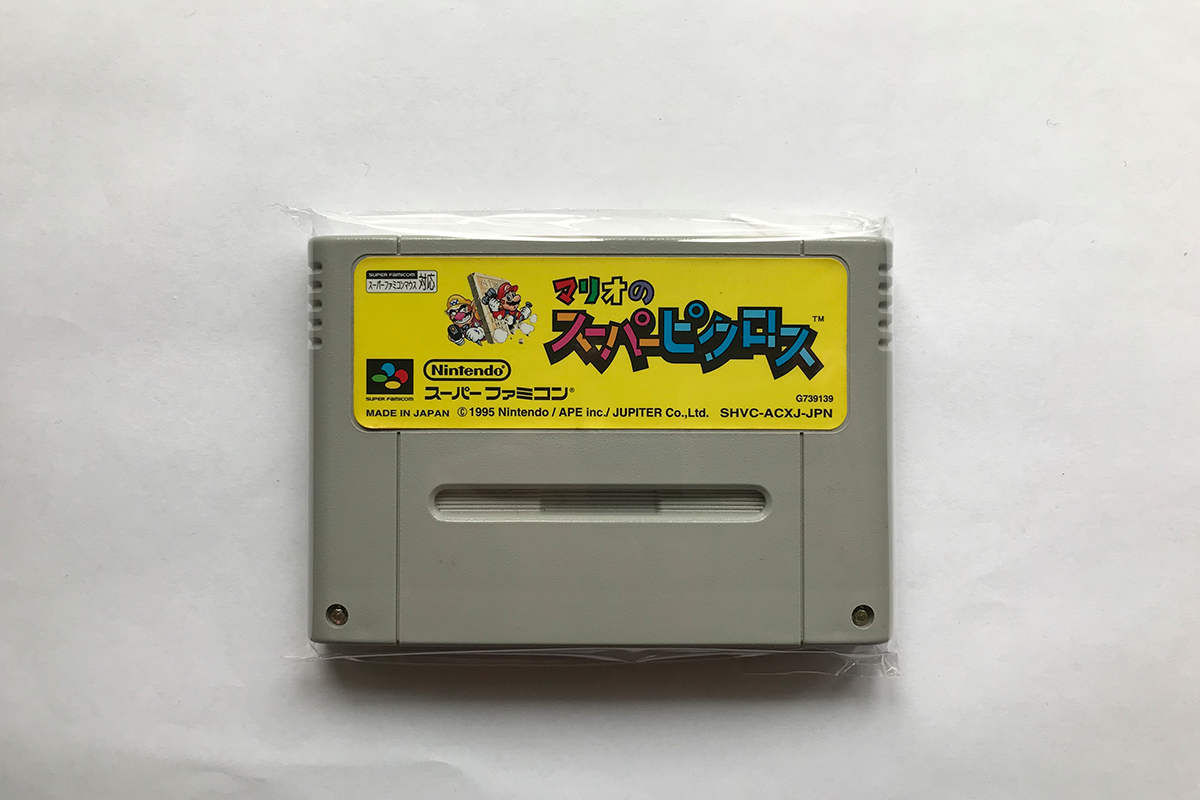 SUPER FAMICOM
スーパーファミコンマウス 対応
マリオの
スーパーピクロス
TM
Nintendo®
SUPER FAMICOM
スーパーファミコン®
G739139
MADE IN JAPAN ©1995 Nintendo / APE inc./ JUPITER Co.,Ltd. SHVC-ACXJ-JPN